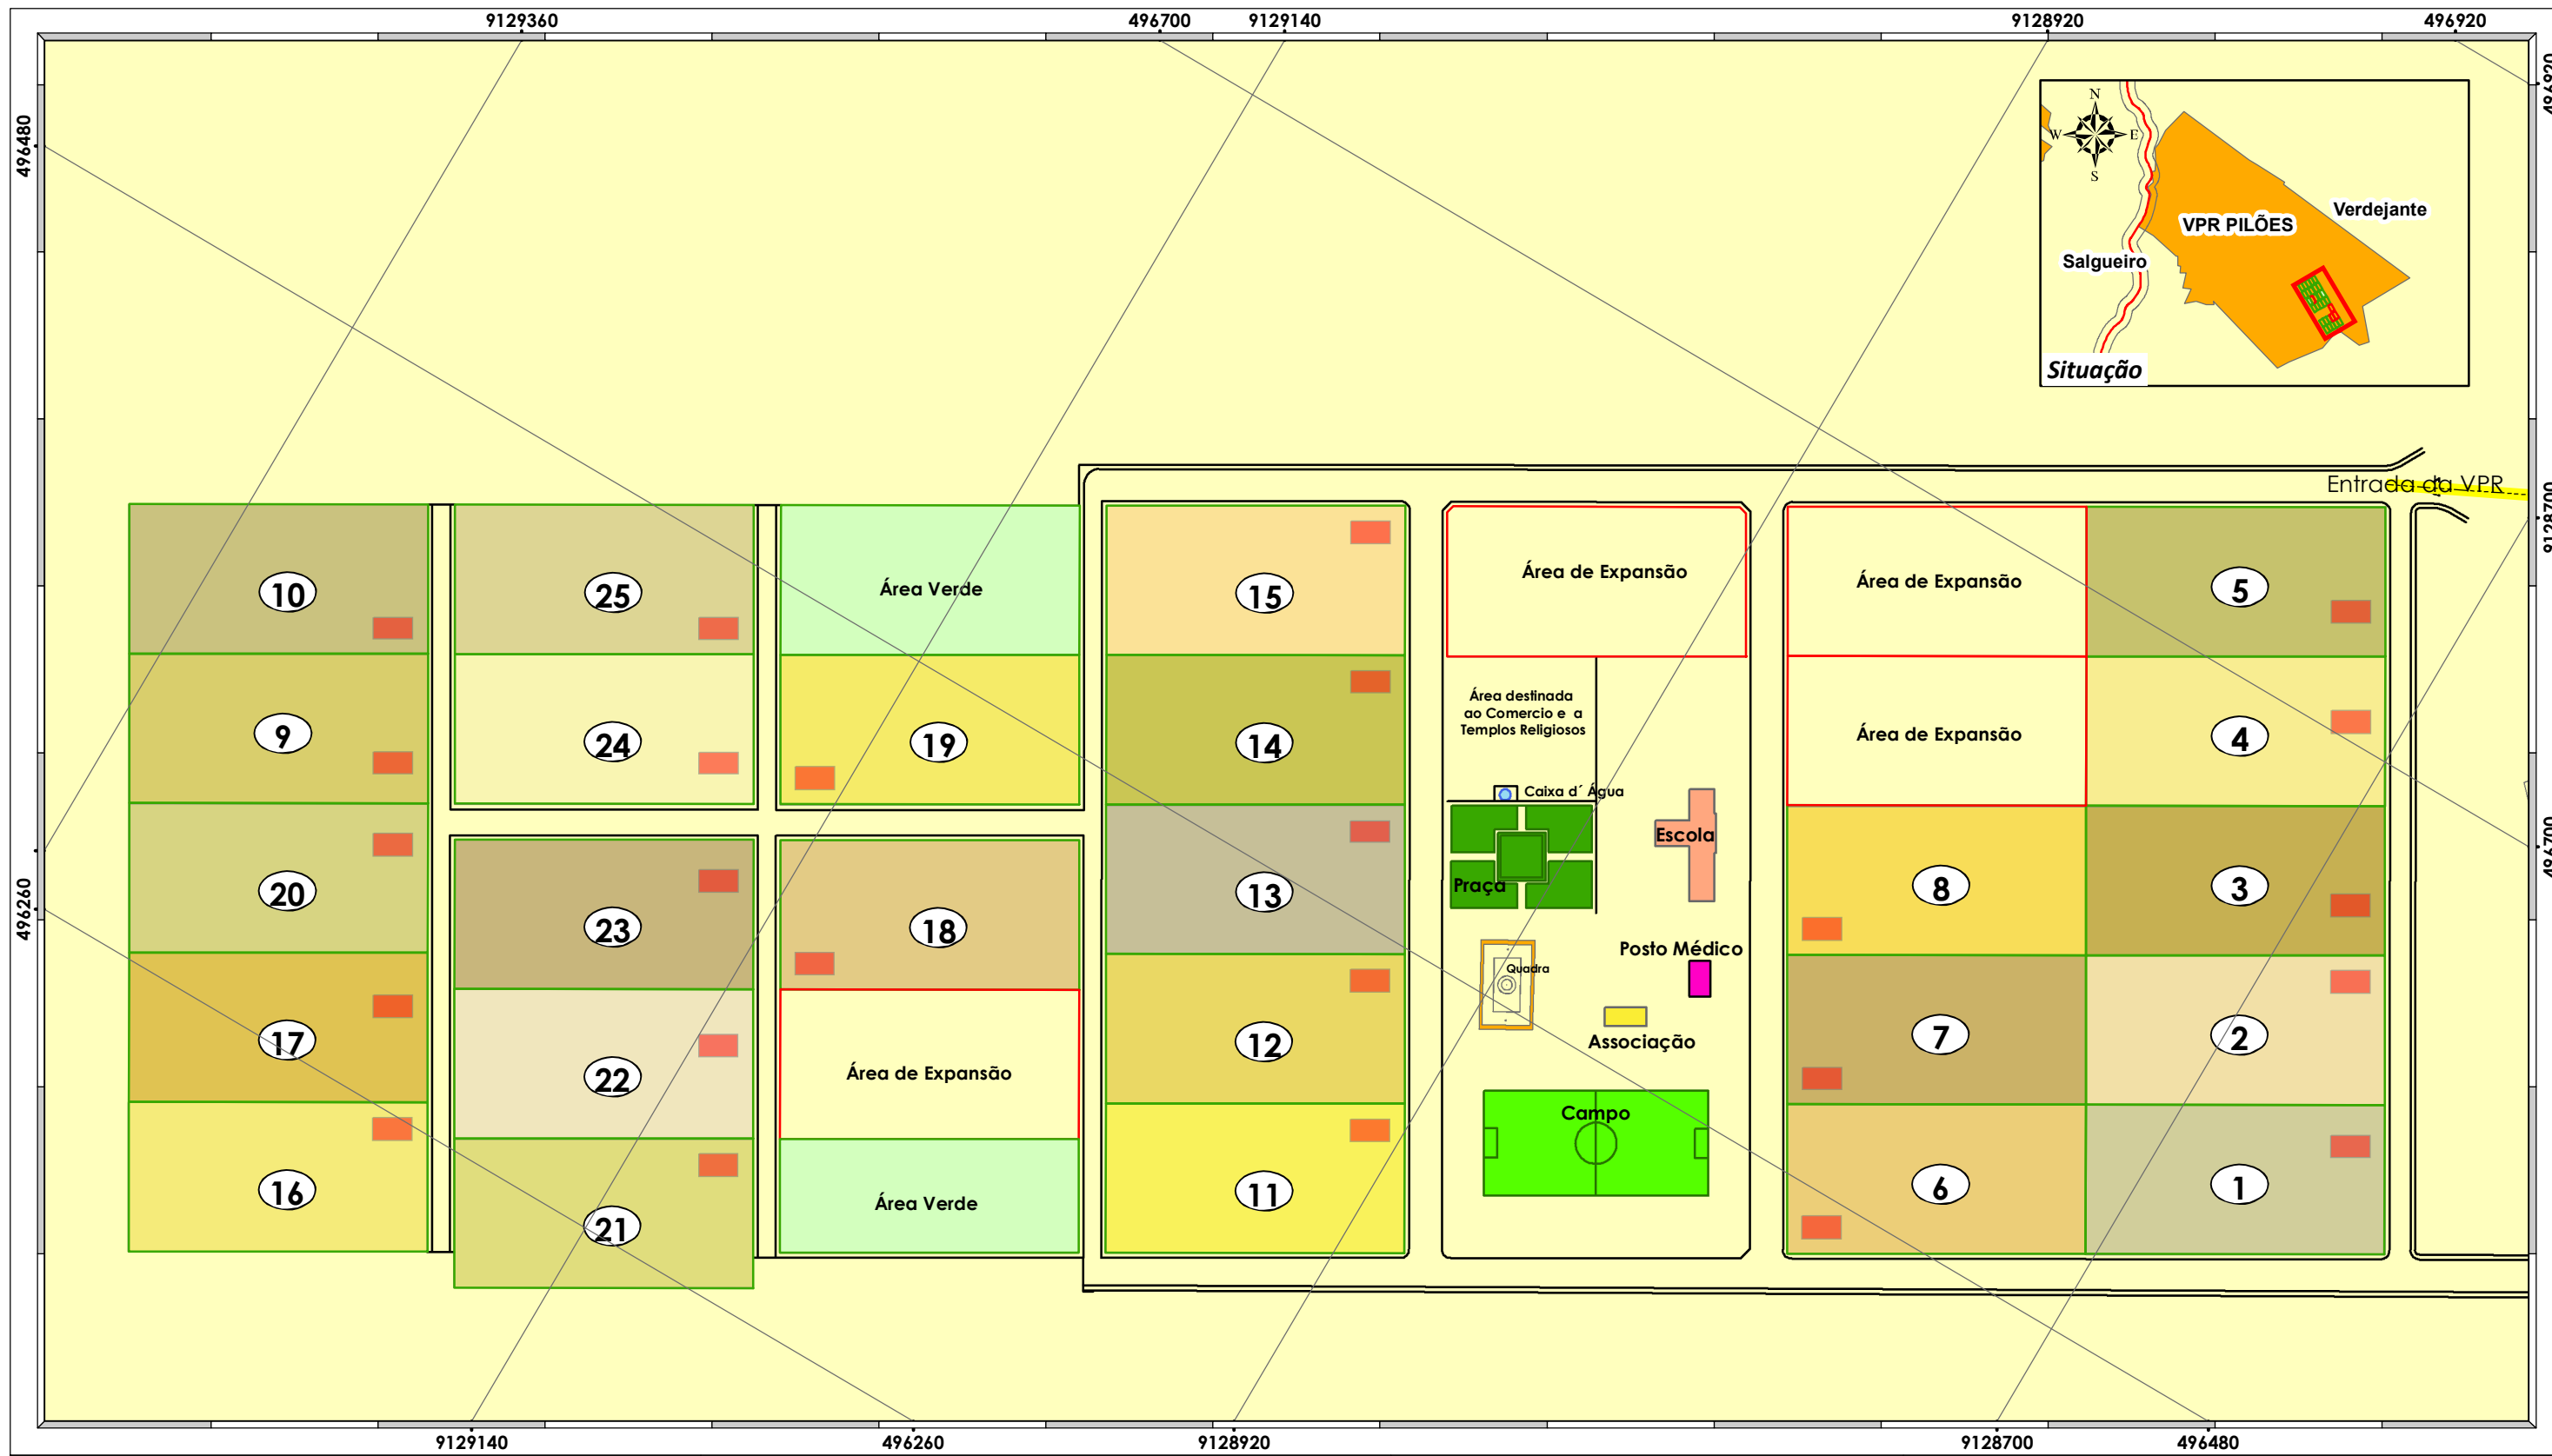 9129360
496700
9129140
9128920
496920
496820
496480
N
W
E
S
Verdejante
VPR PILÕES
Salgueiro
Situação
Entrada da VPR
9128700
10
25
Área Verde
15
Área de Expansão
Área de Expansão
5
9
24
19
14
Área destinada
ao Comercio e a
Templos Religiosos
Área de Expansão
4
Caixa d´ Água
Escola
Praça
496700
20
23
18
13
8
3
496260
Posto Médico
Quadra
Associação
17
22
Área de Expansão
12
7
2
Campo
16
21
Área Verde
11
6
1
9129140
496260
9128920
9128700
496480